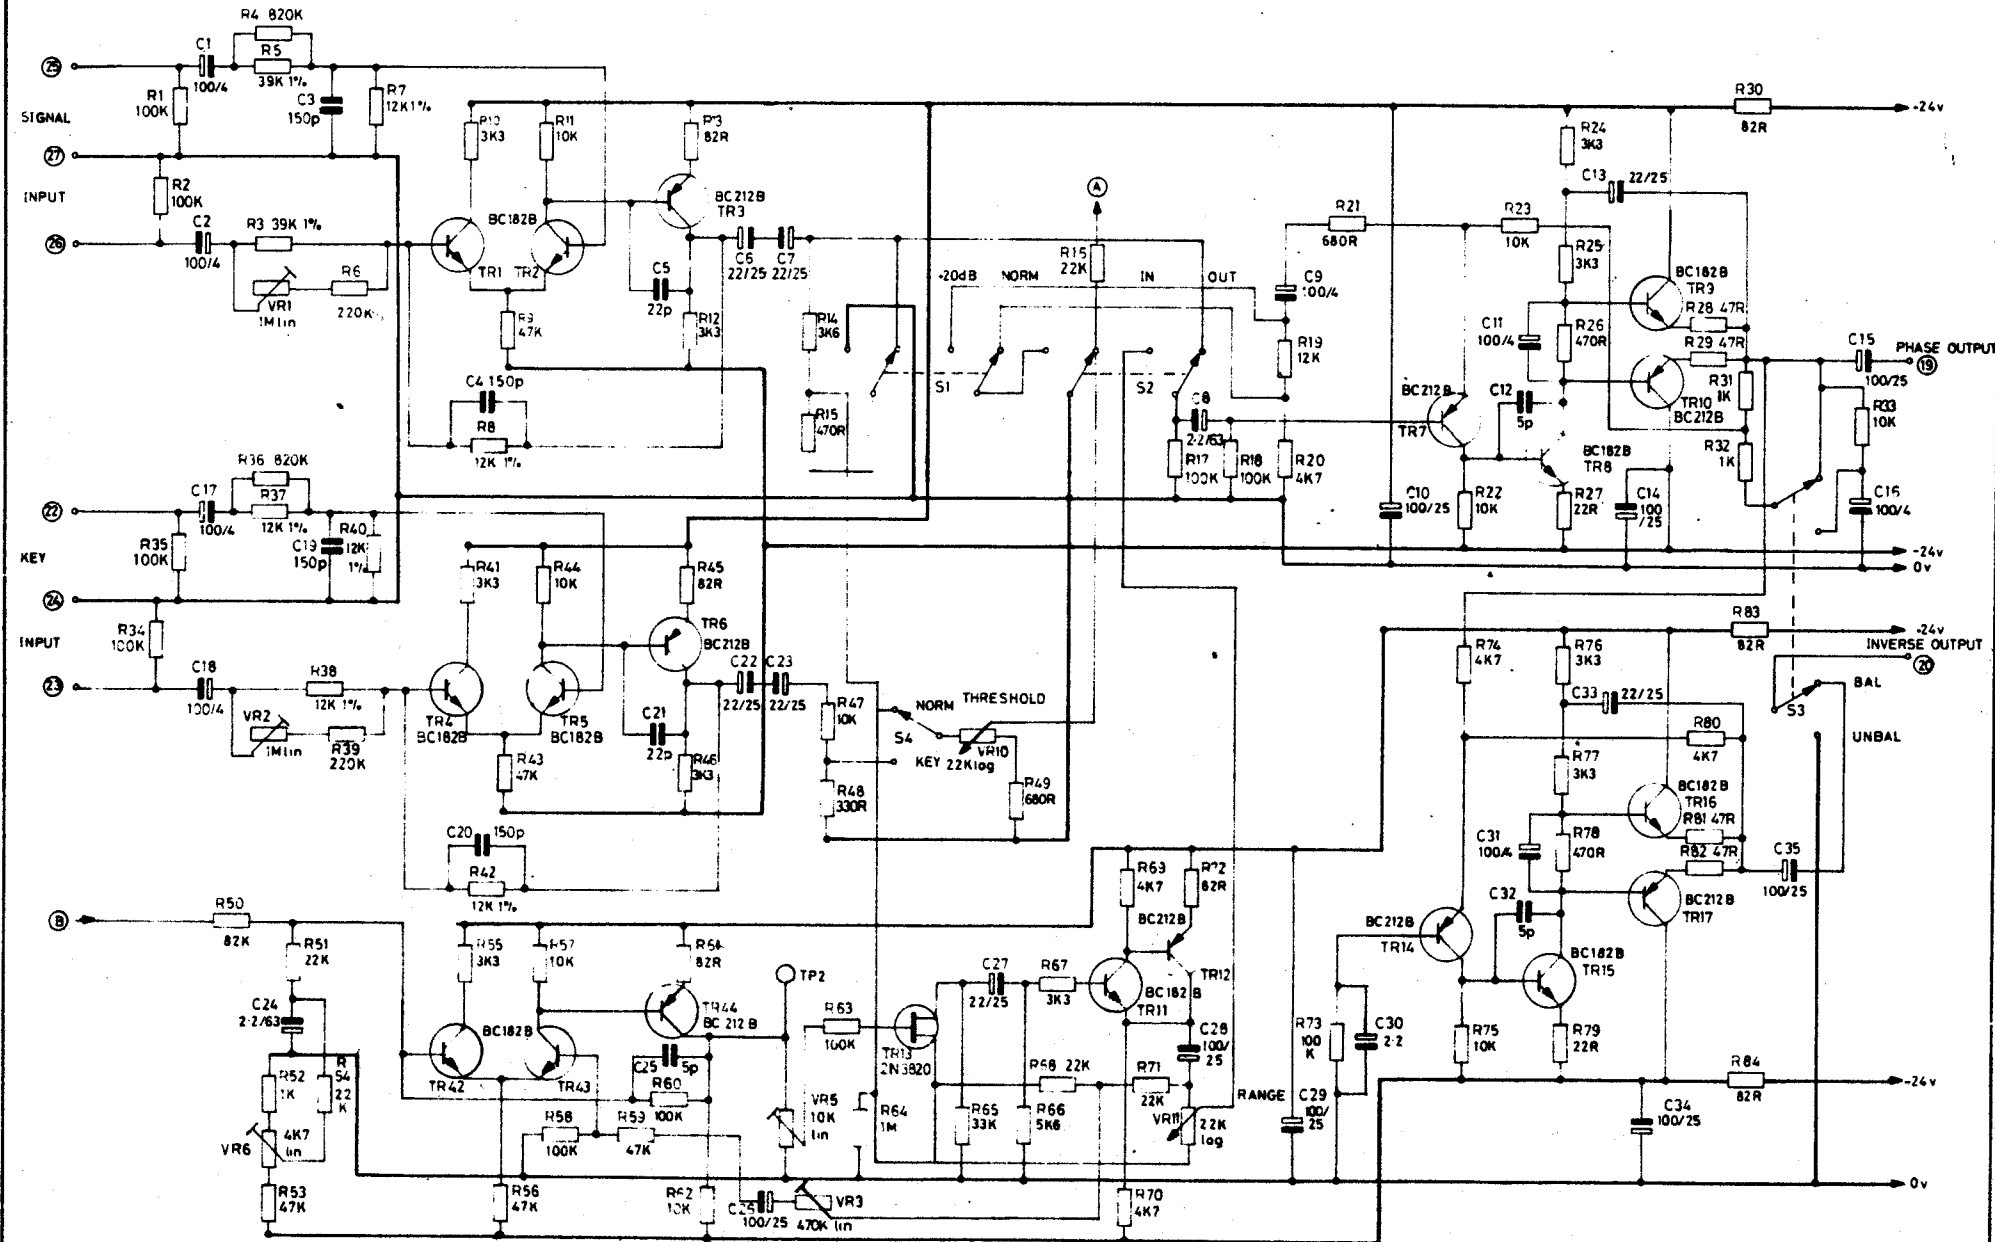 R4 820K
C1
R5
39K 1%
100/4
25
R1
100K
C3
150p
R7
12K 1%
SIGNAL
27
INPUT
R2
100K
C2
100/4
R3 39K 1%
26
VR1
1M lin
R6
220K
R10
3K3
R11
10K
82R
BC212B
TR3
BC182B
TR1
TR2
R9
47K
C5
22p
R12
3K3
C6
22/25
C7
22/25
C4 150p
R8
12K 1%
R14
3K6
R15
470R
A
22K
-20dB
NORM
IN
OUT
S1
S2
C8
2·2/63
R17
100K
R18
100K
C9
100/4
R19
12K
R20
4K7
R21
680R
R23
10K
BC212B
TR7
R22
10K
C10
100/25
R24
3K3
C13
22/25
R25
3K3
C11
100/4
R26
470R
C12
5p
BC182B
TR8
R27
22R
C14
100
/25
BC182B
TR9
R28 47R
R29 47R
TR10
BC212B
R30
82R
-24v
R31
1K
R32
1K
C15
100/25
PHASE OUTPUT
19
R33
10K
C16
100/4
-24v
0v
R36 820K
C17
100/4
R37
12K 1%
22
R35
100K
C19
150p
R40
12K
1%
KEY
24
INPUT
R34
100K
C18
100/4
R38
12K 1%
23
VR2
1M lin
R39
220K
R41
3K3
R44
10K
R45
82R
TR6
BC212B
TR4
BC182B
TR5
BC182B
R43
47K
C21
22p
R46
3K3
C22
22/25
C23
22/25
C20
150p
R42
12K 1%
R47
10K
R48
330R
NORM
THRESHOLD
S4
KEY
VR10
22K log
R49
680R
R83
82R
-24v
INVERSE OUTPUT
20
BAL
S3
UNBAL
R74
4K7
R76
3K3
C33
22/25
R77
3K3
R80
4K7
BC182B
TR16
R81 47R
R82 47R
C31
100/4
R78
470R
C35
100/25
C32
5p
BC212B
TR17
BC212B
TR14
BC182B
TR15
R75
10K
R79
22R
R73
100
K
C30
2·2
R84
82R
-24v
C34
100/25
0v
B
R50
82K
R51
22K
C24
2·2/63
R52
1K
R
54
22
K
VR6
4K7
lin
R53
47K
R55
3K3
R57
10K
82R
TR44
BC 212B
BC182B
TR42
TR43
C25
5p
R60
100K
R58
100K
R59
47K
R56
47K
R62
10K
100/25
VR3
470K lin
TP2
VR5
10K
lin
R63
100K
R64
1M
TR13
2N3820
C27
22/25
R67
3K3
R65
33K
R66
5K6
R68 22K
R71
22K
R69
4K7
R72
82R
BC212B
TR12
BC182B
TR11
C28
100/
25
VR11
22K
log
RANGE
C29
100/
25
R70
4K7